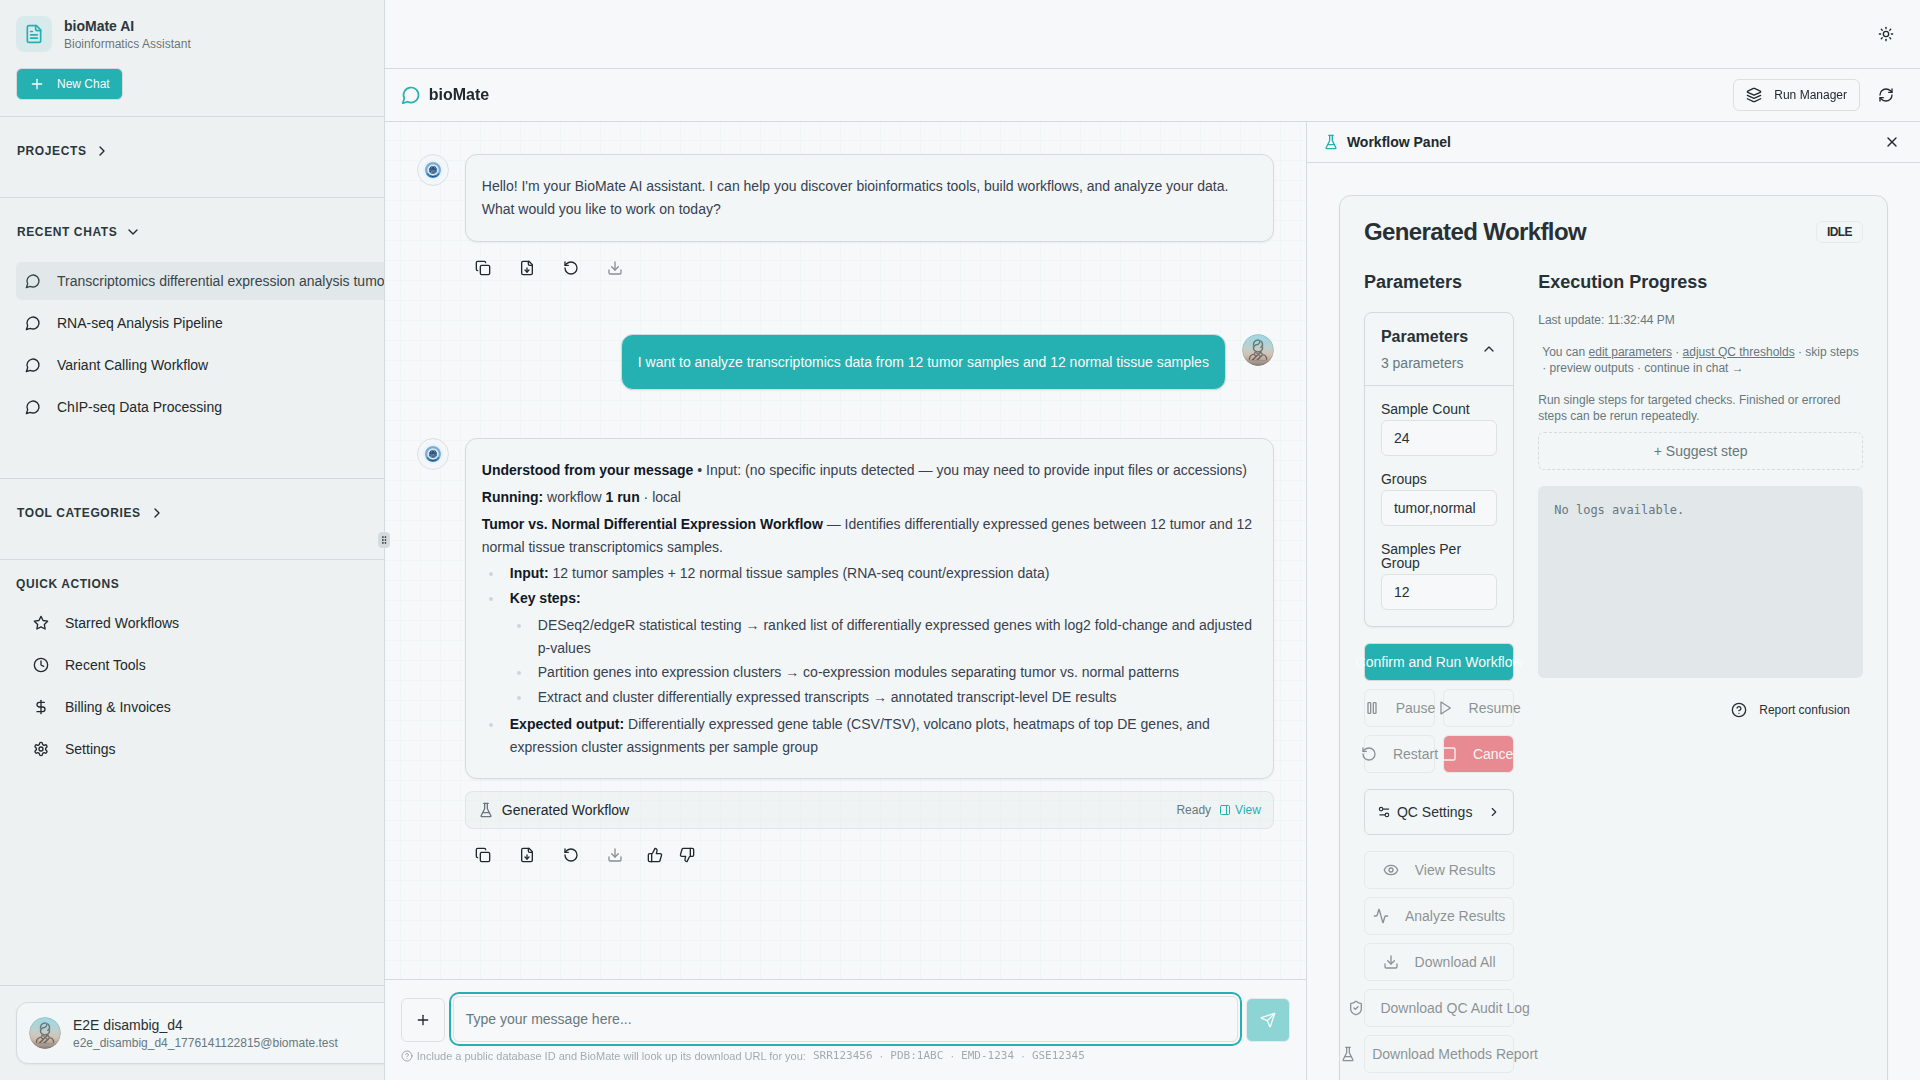 bioMate AI
Bioinformatics Assistant
New Chat
PROJECTS
RECENT CHATS
Transcriptomics differential expression analysis tumo
RNA-seq Analysis Pipeline
Variant Calling Workflow
ChIP-seq Data Processing
TOOL CATEGORIES
QUICK ACTIONS
Starred Workflows
Recent Tools
Billing & Invoices
Settings
E2E disambig_d4
e2e_disambig_d4_1776141122815@biomate.test
bioMate
Run Manager
Hello! I'm your BioMate AI assistant. I can help you discover bioinformatics tools, build workflows, and analyze your data.
What would you like to work on today?
I want to analyze transcriptomics data from 12 tumor samples and 12 normal tissue samples
Understood from your message • Input: (no specific inputs detected — you may need to provide input files or accessions)
Running: workflow 1 run · local
Tumor vs. Normal Differential Expression Workflow — Identifies differentially expressed genes between 12 tumor and 12
normal tissue transcriptomics samples.
Input: 12 tumor samples + 12 normal tissue samples (RNA-seq count/expression data)
Key steps:
DESeq2/edgeR statistical testing → ranked list of differentially expressed genes with log2 fold-change and adjusted
p-values
Partition genes into expression clusters → co-expression modules separating tumor vs. normal patterns
Extract and cluster differentially expressed transcripts → annotated transcript-level DE results
Expected output: Differentially expressed gene table (CSV/TSV), volcano plots, heatmaps of top DE genes, and
expression cluster assignments per sample group
Generated Workflow
Ready View
Type your message here...
Include a public database ID and BioMate will look up its download URL for you: SRR123456 · PDB:1ABC · EMD-1234 · GSE12345
Workflow Panel
Generated Workflow
IDLE
Parameters
Parameters
3 parameters
Sample Count
24
Groups
tumor,normal
Samples Per
Group
12
onfirm and Run Workflo
Pause
Resume
Restart
Cance
QC Settings
View Results
Analyze Results
Download All
Download QC Audit Log
Download Methods Report
Execution Progress
Last update: 11:32:44 PM
You can edit parameters · adjust QC thresholds · skip steps
· preview outputs · continue in chat →
Run single steps for targeted checks. Finished or errored
steps can be rerun repeatedly.
+ Suggest step
No logs available.
Report confusion